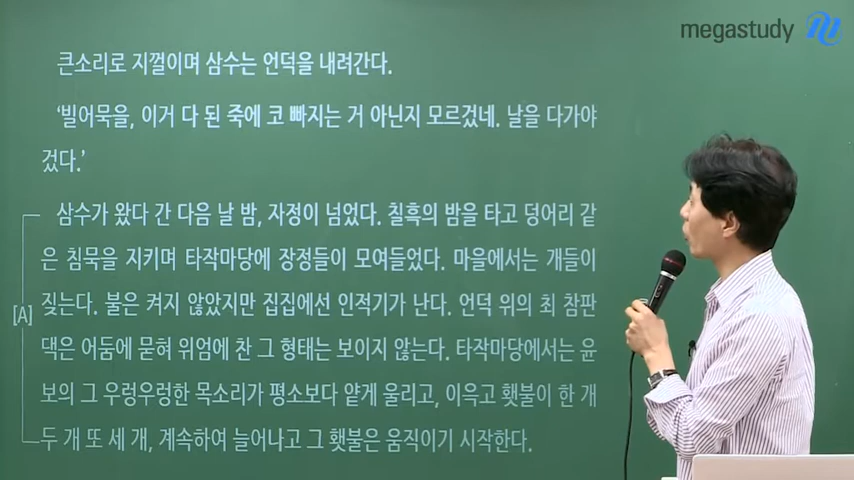 megastudy
큰소리로 지껄이며 삼수는 언덕을 내려간다.
‘빌어묵을, 이거 다 된 죽에 코 빠지는 거 아닌지 모르겄네. 날을 다가야
겄다.’
삼수가 왔다 간 다음 날 밤, 자정이 넘었다. 칠흑의 밤을 타고 덩어리 같
은 침묵을 지키며 타작마당에 장정들이 모여들었다. 마을에서는 개들이
짖는다. 불은 켜지 않았지만 집집에선 인적기가 난다. 언덕 위의 최 참판
[A]
댁은 어둠에 묻혀 위엄에 찬 그 형태는 보이지 않는다. 타작마당에서는 윤
보의 그 우렁우렁한 목소리가 평소보다 얕게 울리고, 이윽고 횃불이 한 개
두 개 또 세 개, 계속하여 늘어나고 그 횃불은 움직이기 시작한다.